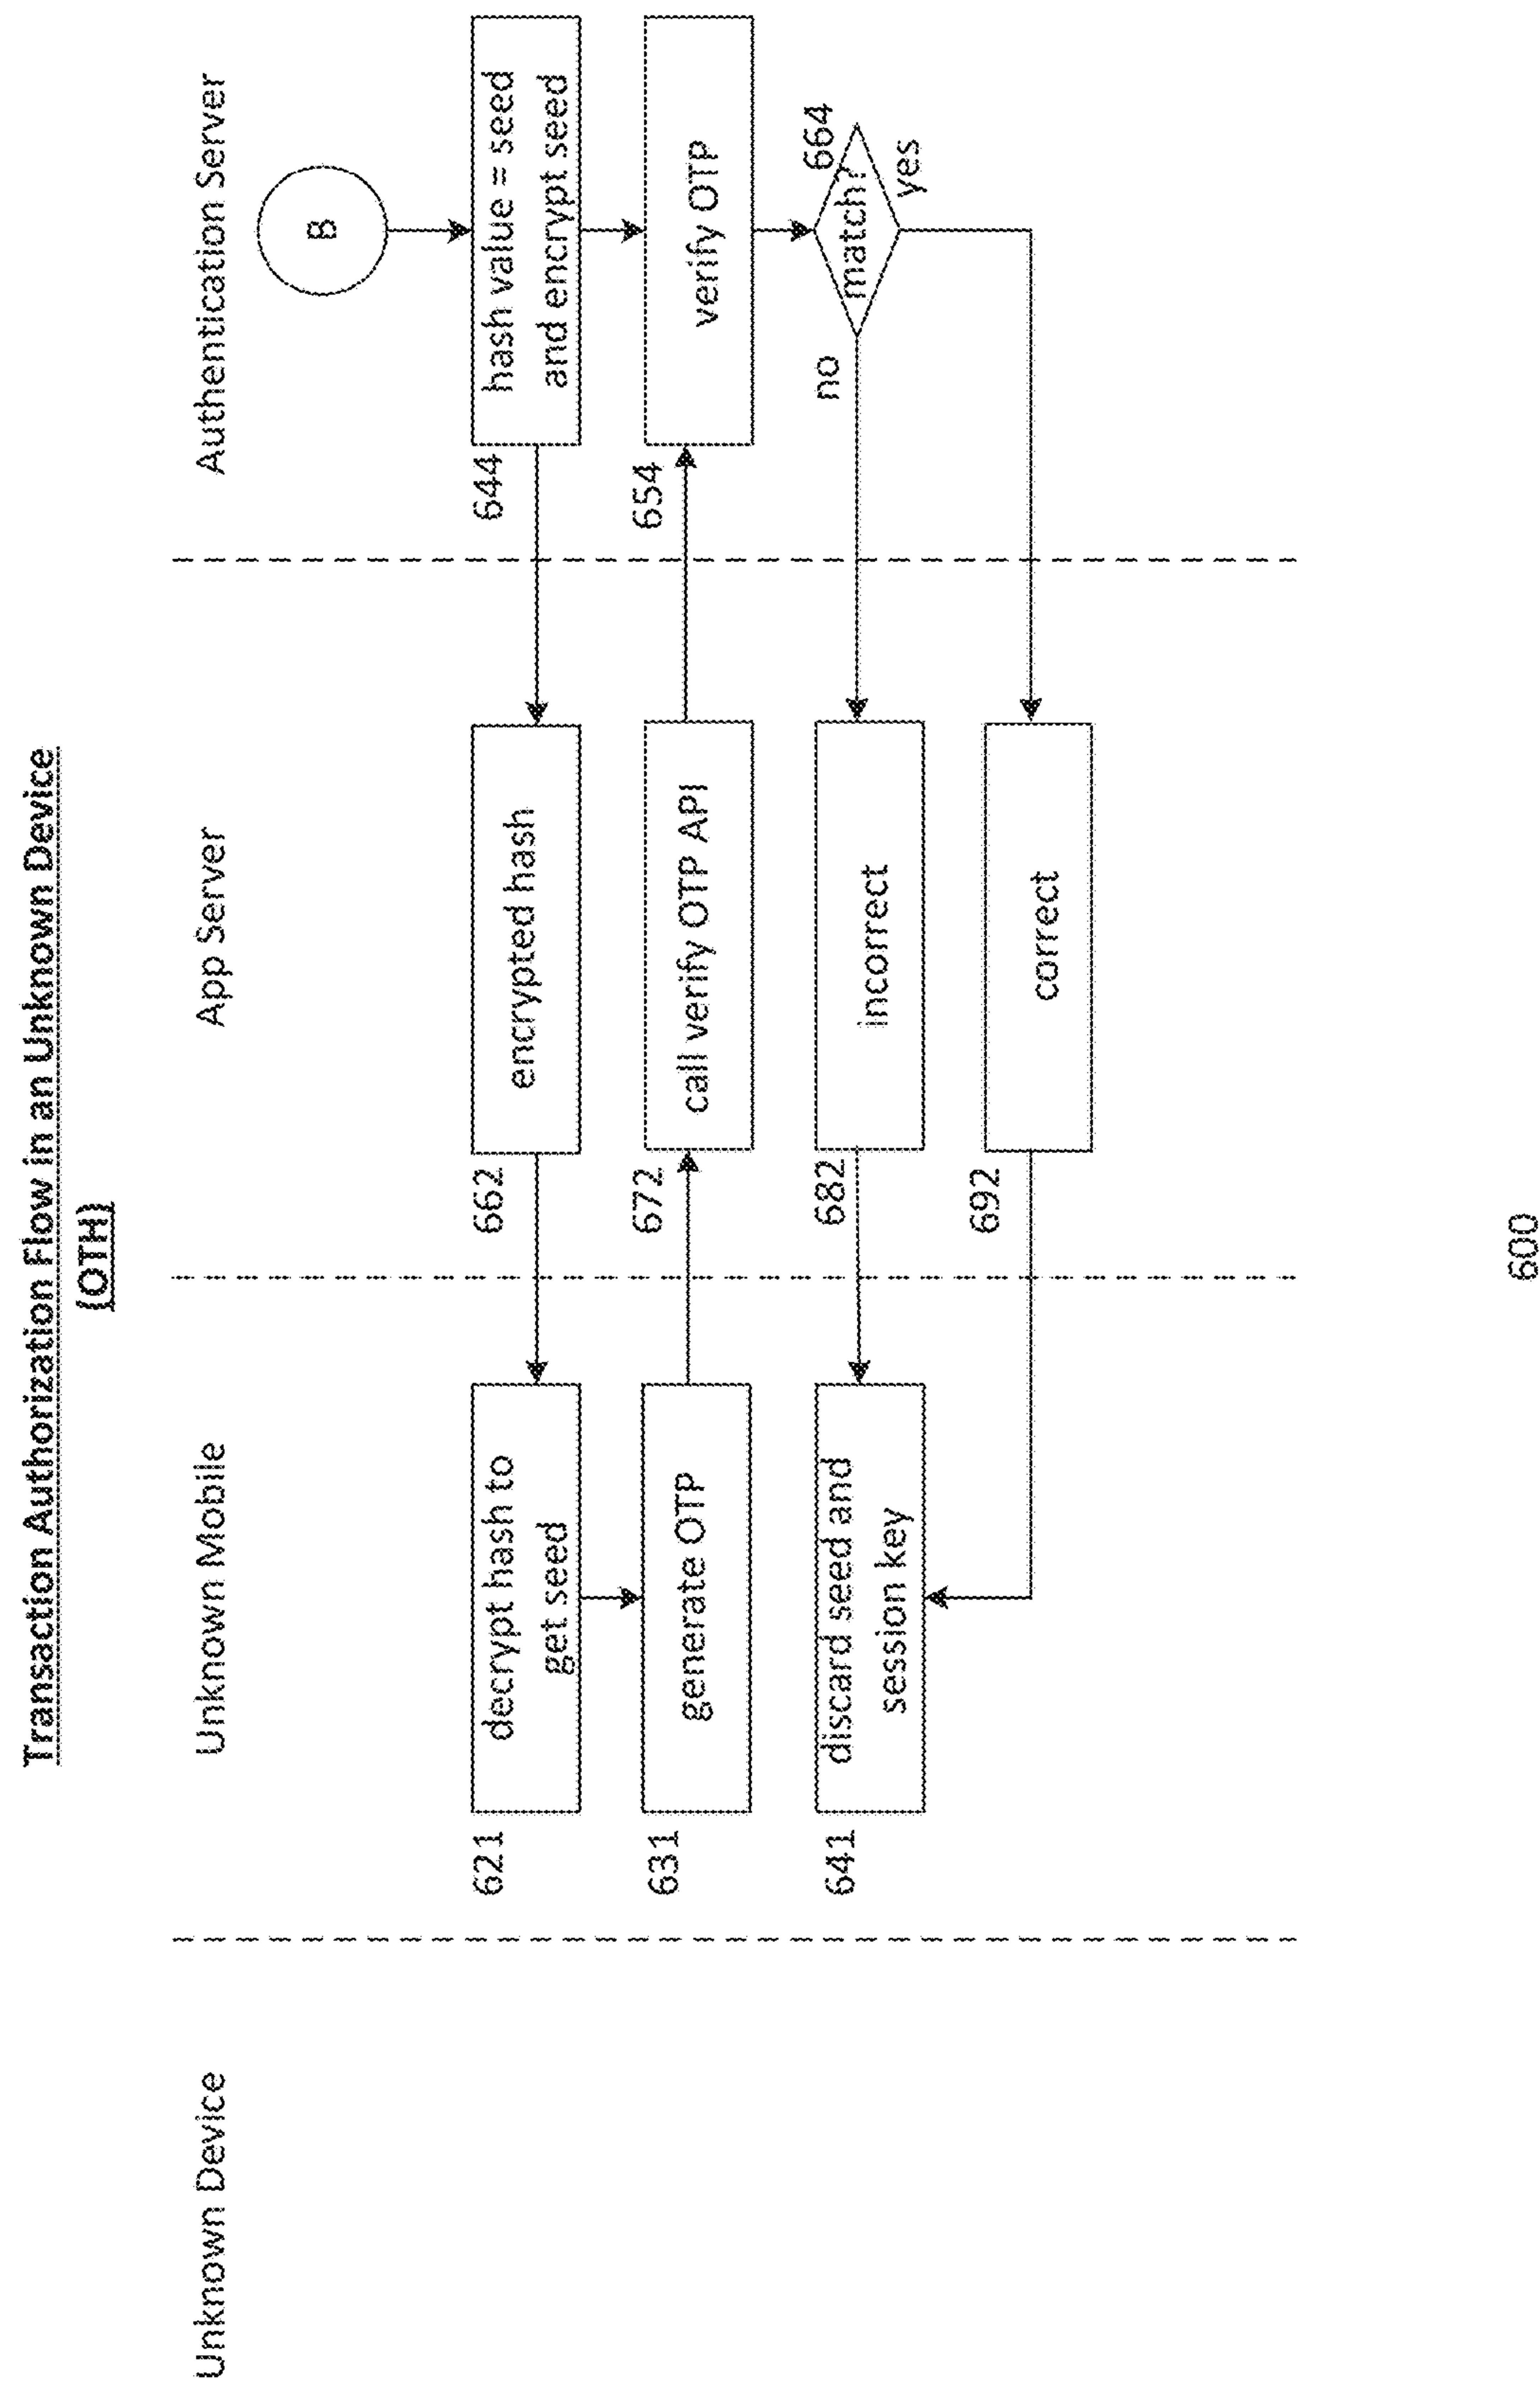 Transaction Authorization Flow in an Unknown Device
(OTH)
Unknown Device
Unknown Mobile
App Server
Authentication Server
B
621
decrypt hash to
get seed
662
encrypted hash
644
hash value = seed
and encrypt seed
631
generate OTP
672
call verify OTP API
654
verify OTP
641
discard seed and
session key
682
incorrect
no
match?
664
yes
692
correct
600